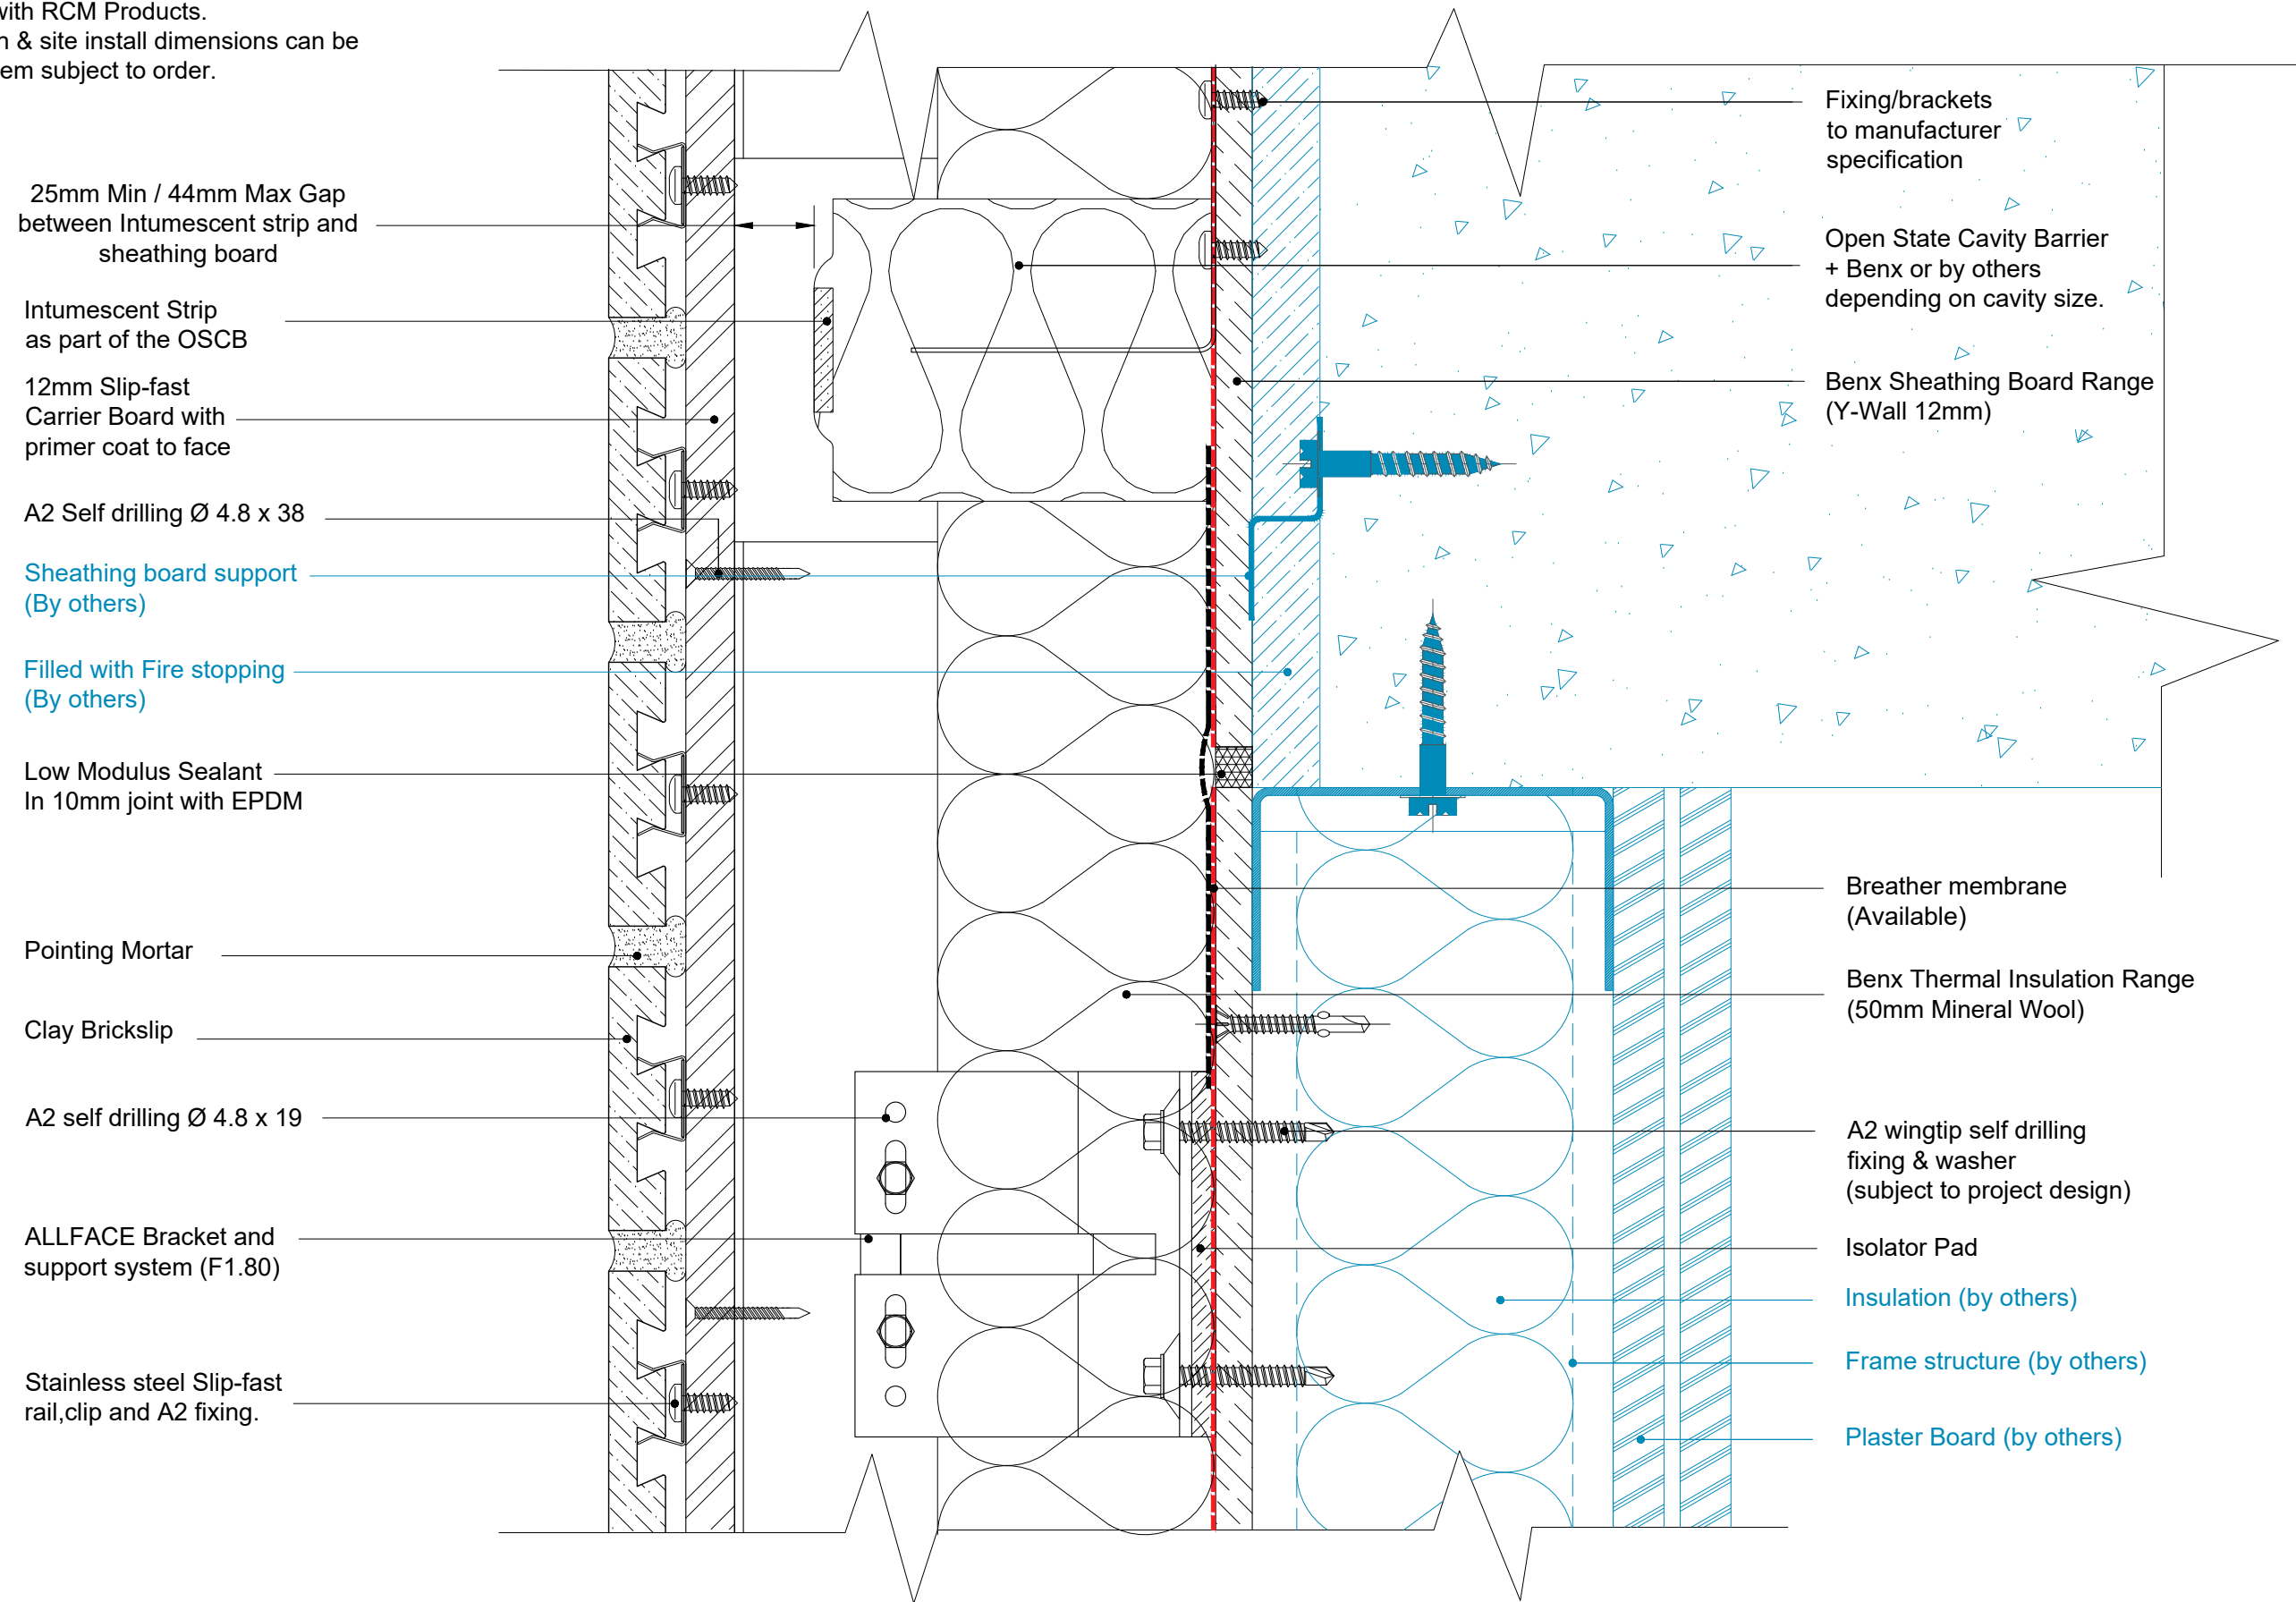 with RCM Products.
& site install dimensions can be
subject to order.
25mm Min / 44mm Max Gap
between Intumescent strip and
sheathing board
Intumescent Strip
as part of the OSCB
12mm Slip-fast
Carrier Board with
primer coat to face
A2 Self drilling Ø 4.8 x 38
Sheathing board support
(By others)
Filled with Fire stopping
(By others)
Low Modulus Sealant
In 10mm joint with EPDM
Pointing Mortar
Clay Brickslip
A2 self drilling Ø 4.8 x 19
ALLFACE Bracket and
support system (F1.80)
Stainless steel Slip-fast
rail,clip and A2 fixing.
Fixing/brackets
to manufacturer
specification
Open State Cavity Barrier
+ Benx or by others
depending on cavity size.
Benx Sheathing Board Range
(Y-Wall 12mm)
Breather membrane
(Available)
Benx Thermal Insulation Range
(50mm Mineral Wool)
A2 wingtip self drilling
fixing & washer
(subject to project design)
Isolator Pad
Insulation (by others)
Frame structure (by others)
Plaster Board (by others)